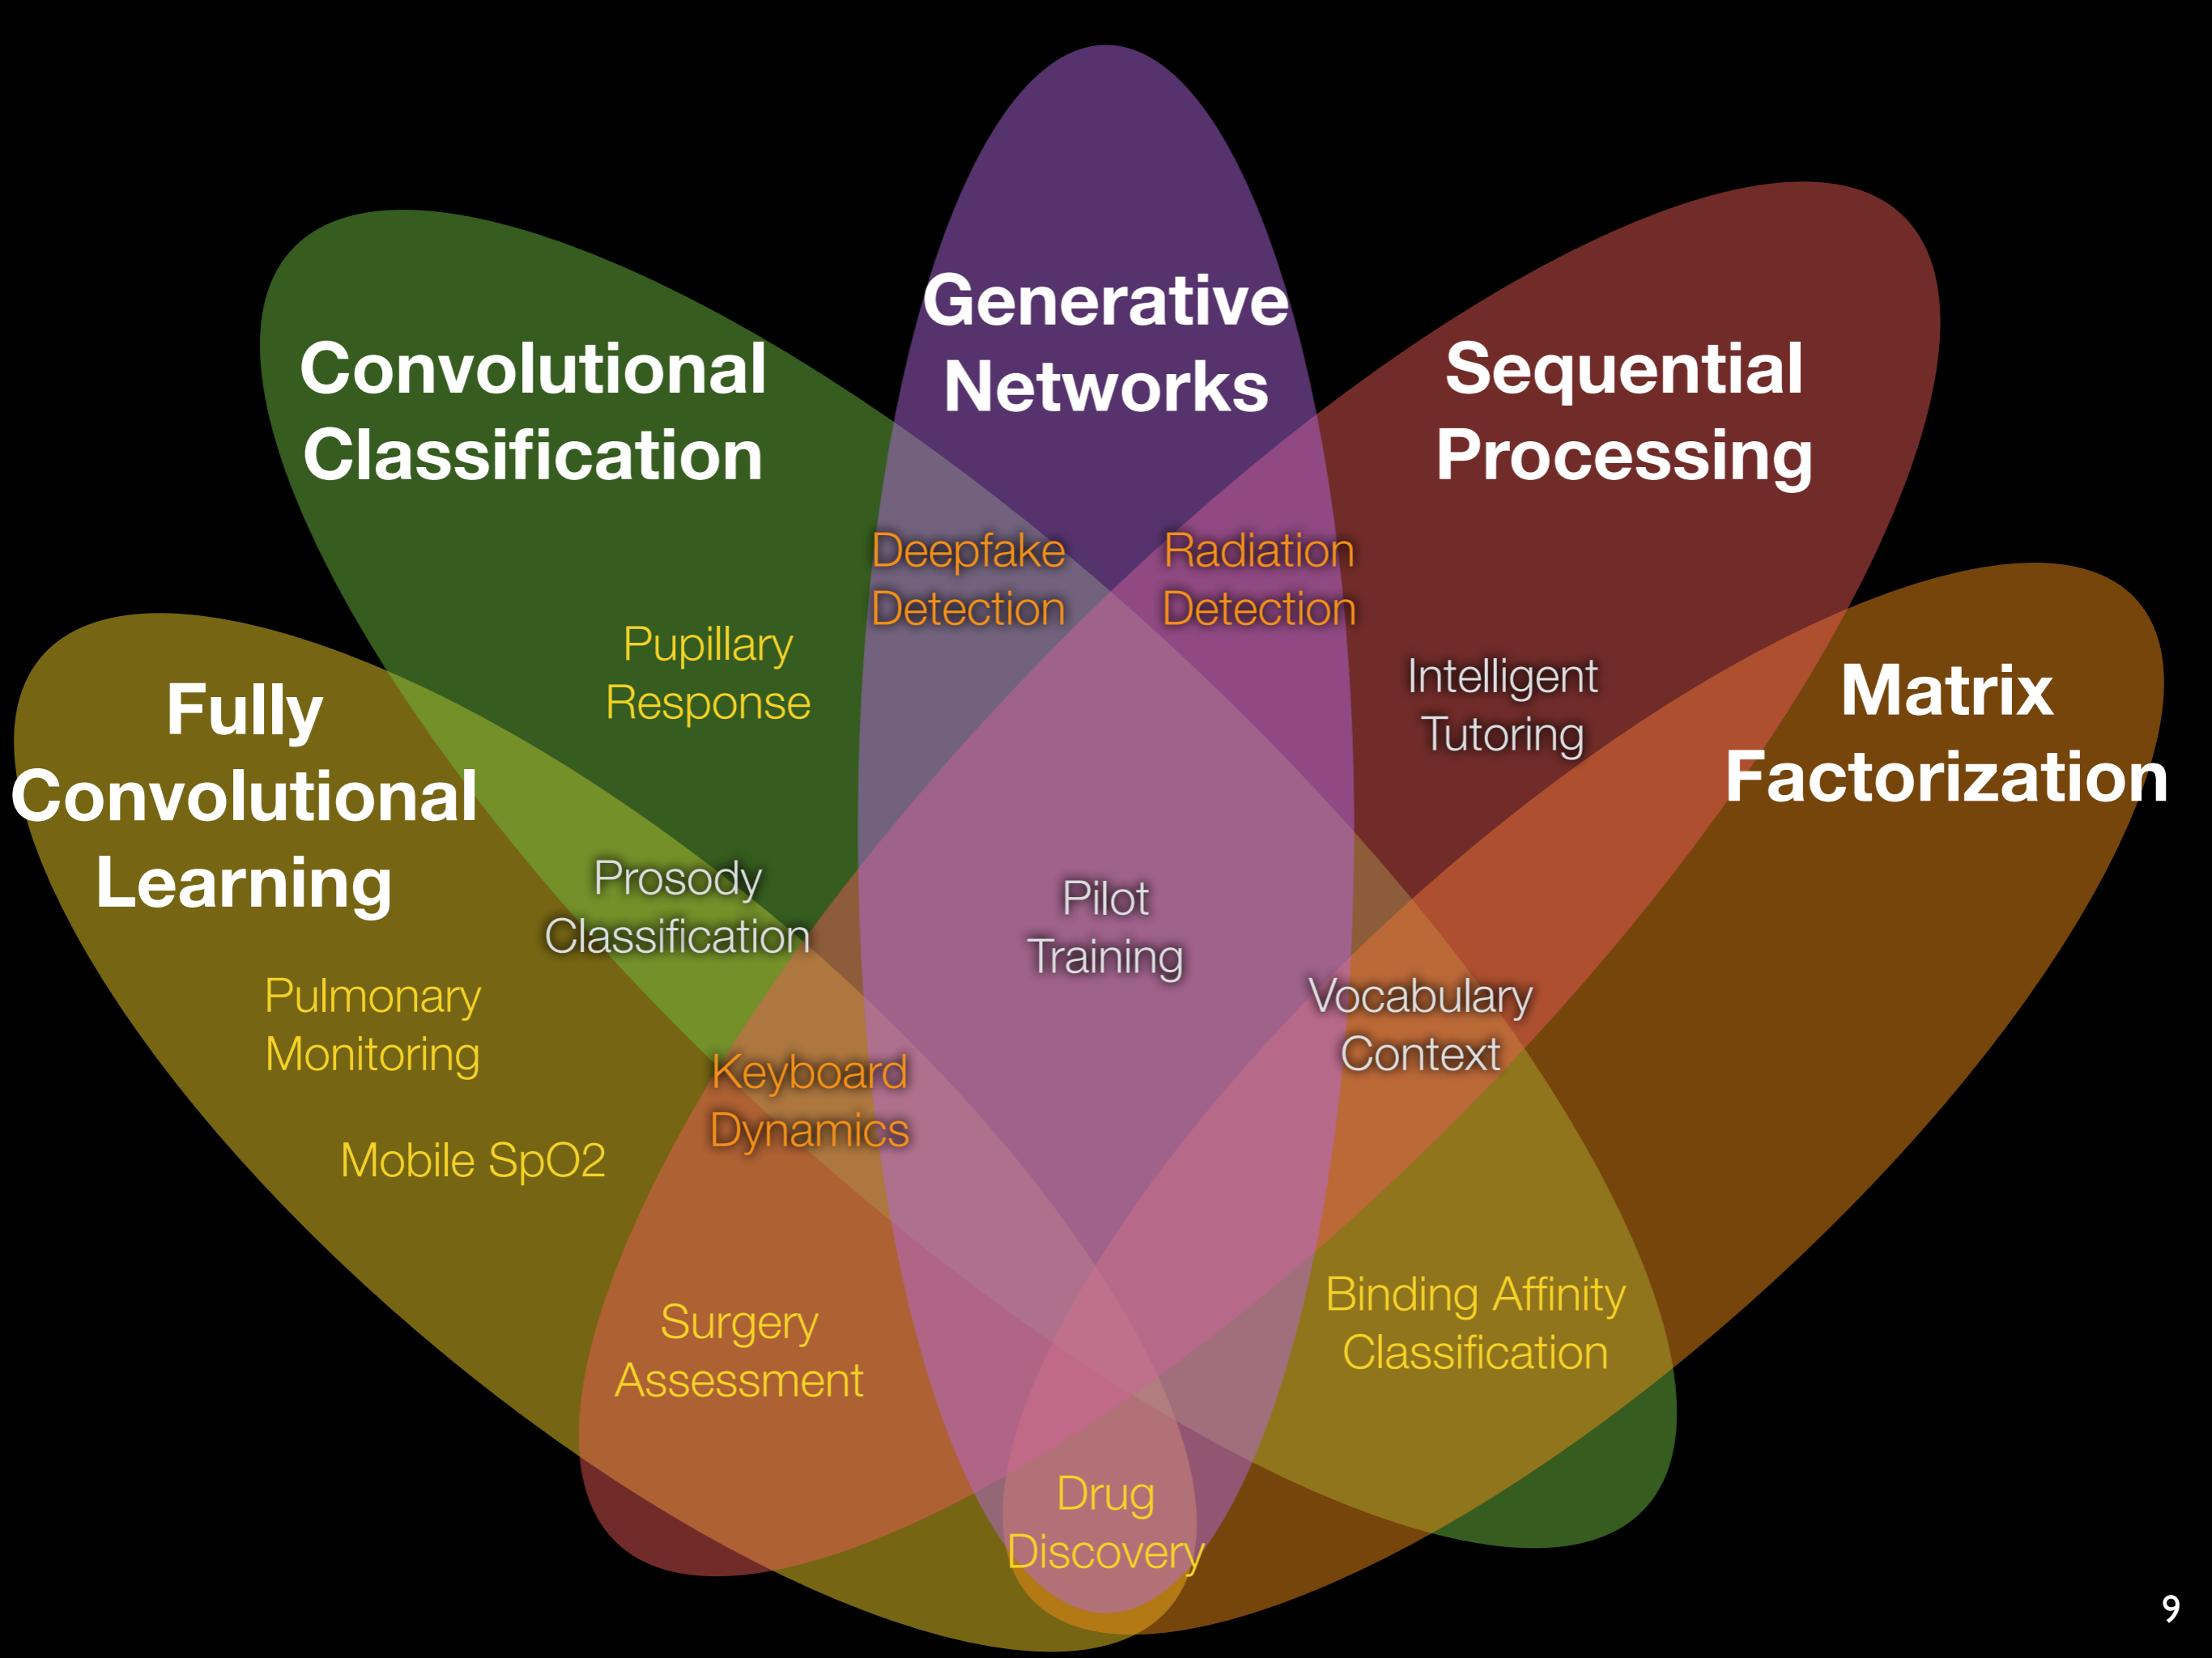 Generative
Networks
Convolutional
Classification
Sequential
Processing
Fully
Convolutional
Learning
Matrix
Factorization
Deepfake
Detection
Radiation
Detection
Pupillary
Response
Intelligent
Tutoring
Prosody
Classification
Pilot
Training
Pulmonary
Monitoring
Vocabulary
Context
Keyboard
Dynamics
Mobile SpO2
Surgery
Assessment
Binding Affinity
Classification
Drug
Discovery
9